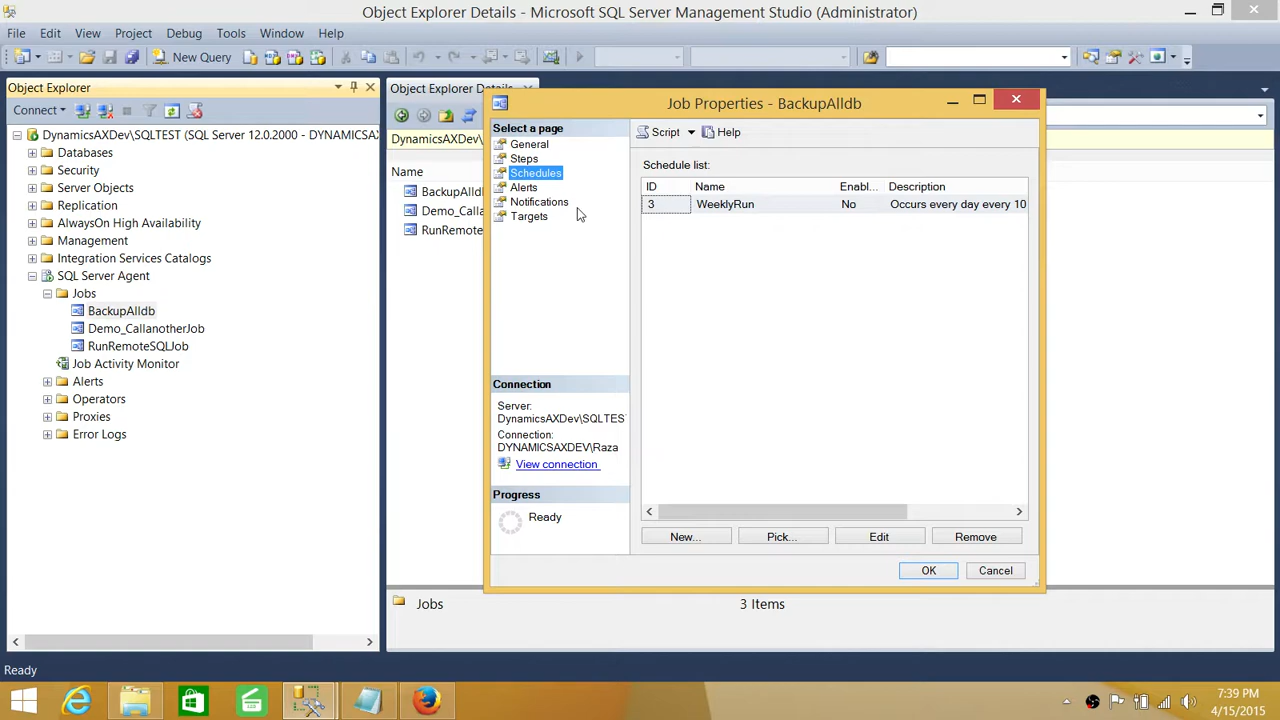 Object Explorer Details - Microsoft SQL Server Management Studio (Administrator)
File Edit View Project Debug Tools Window Help
New Query
Object Explorer
Connect
DynamicsAXDev\SQLTEST (SQL Server 12.0.2000 - DYNAMICSAX
Databases
Security
Server Objects
Replication
AlwaysOn High Availability
Management
Integration Services Catalogs
SQL Server Agent
Jobs
BackupAlldb
Demo_CallanotherJob
RunRemoteSQLJob
Job Activity Monitor
Alerts
Operators
Proxies
Error Logs
Object Explorer Details
DynamicsAXDev\
Name
BackupAlldb
Demo_Calla
RunRemote
Jobs
3 Items
Job Properties - BackupAlldb
Select a page
General
Steps
Schedules
Alerts
Notifications
Targets
Connection
Server:
DynamicsAXDev\SQLTEST
Connection:
DYNAMICSAXDEV\Raza
View connection
Progress
Ready
Script Help
Schedule list:
ID Name Enabl... Description
3 WeeklyRun No Occurs every day every 10
New... Pick... Edit Remove
OK Cancel
Ready
7:39 PM
4/15/2015